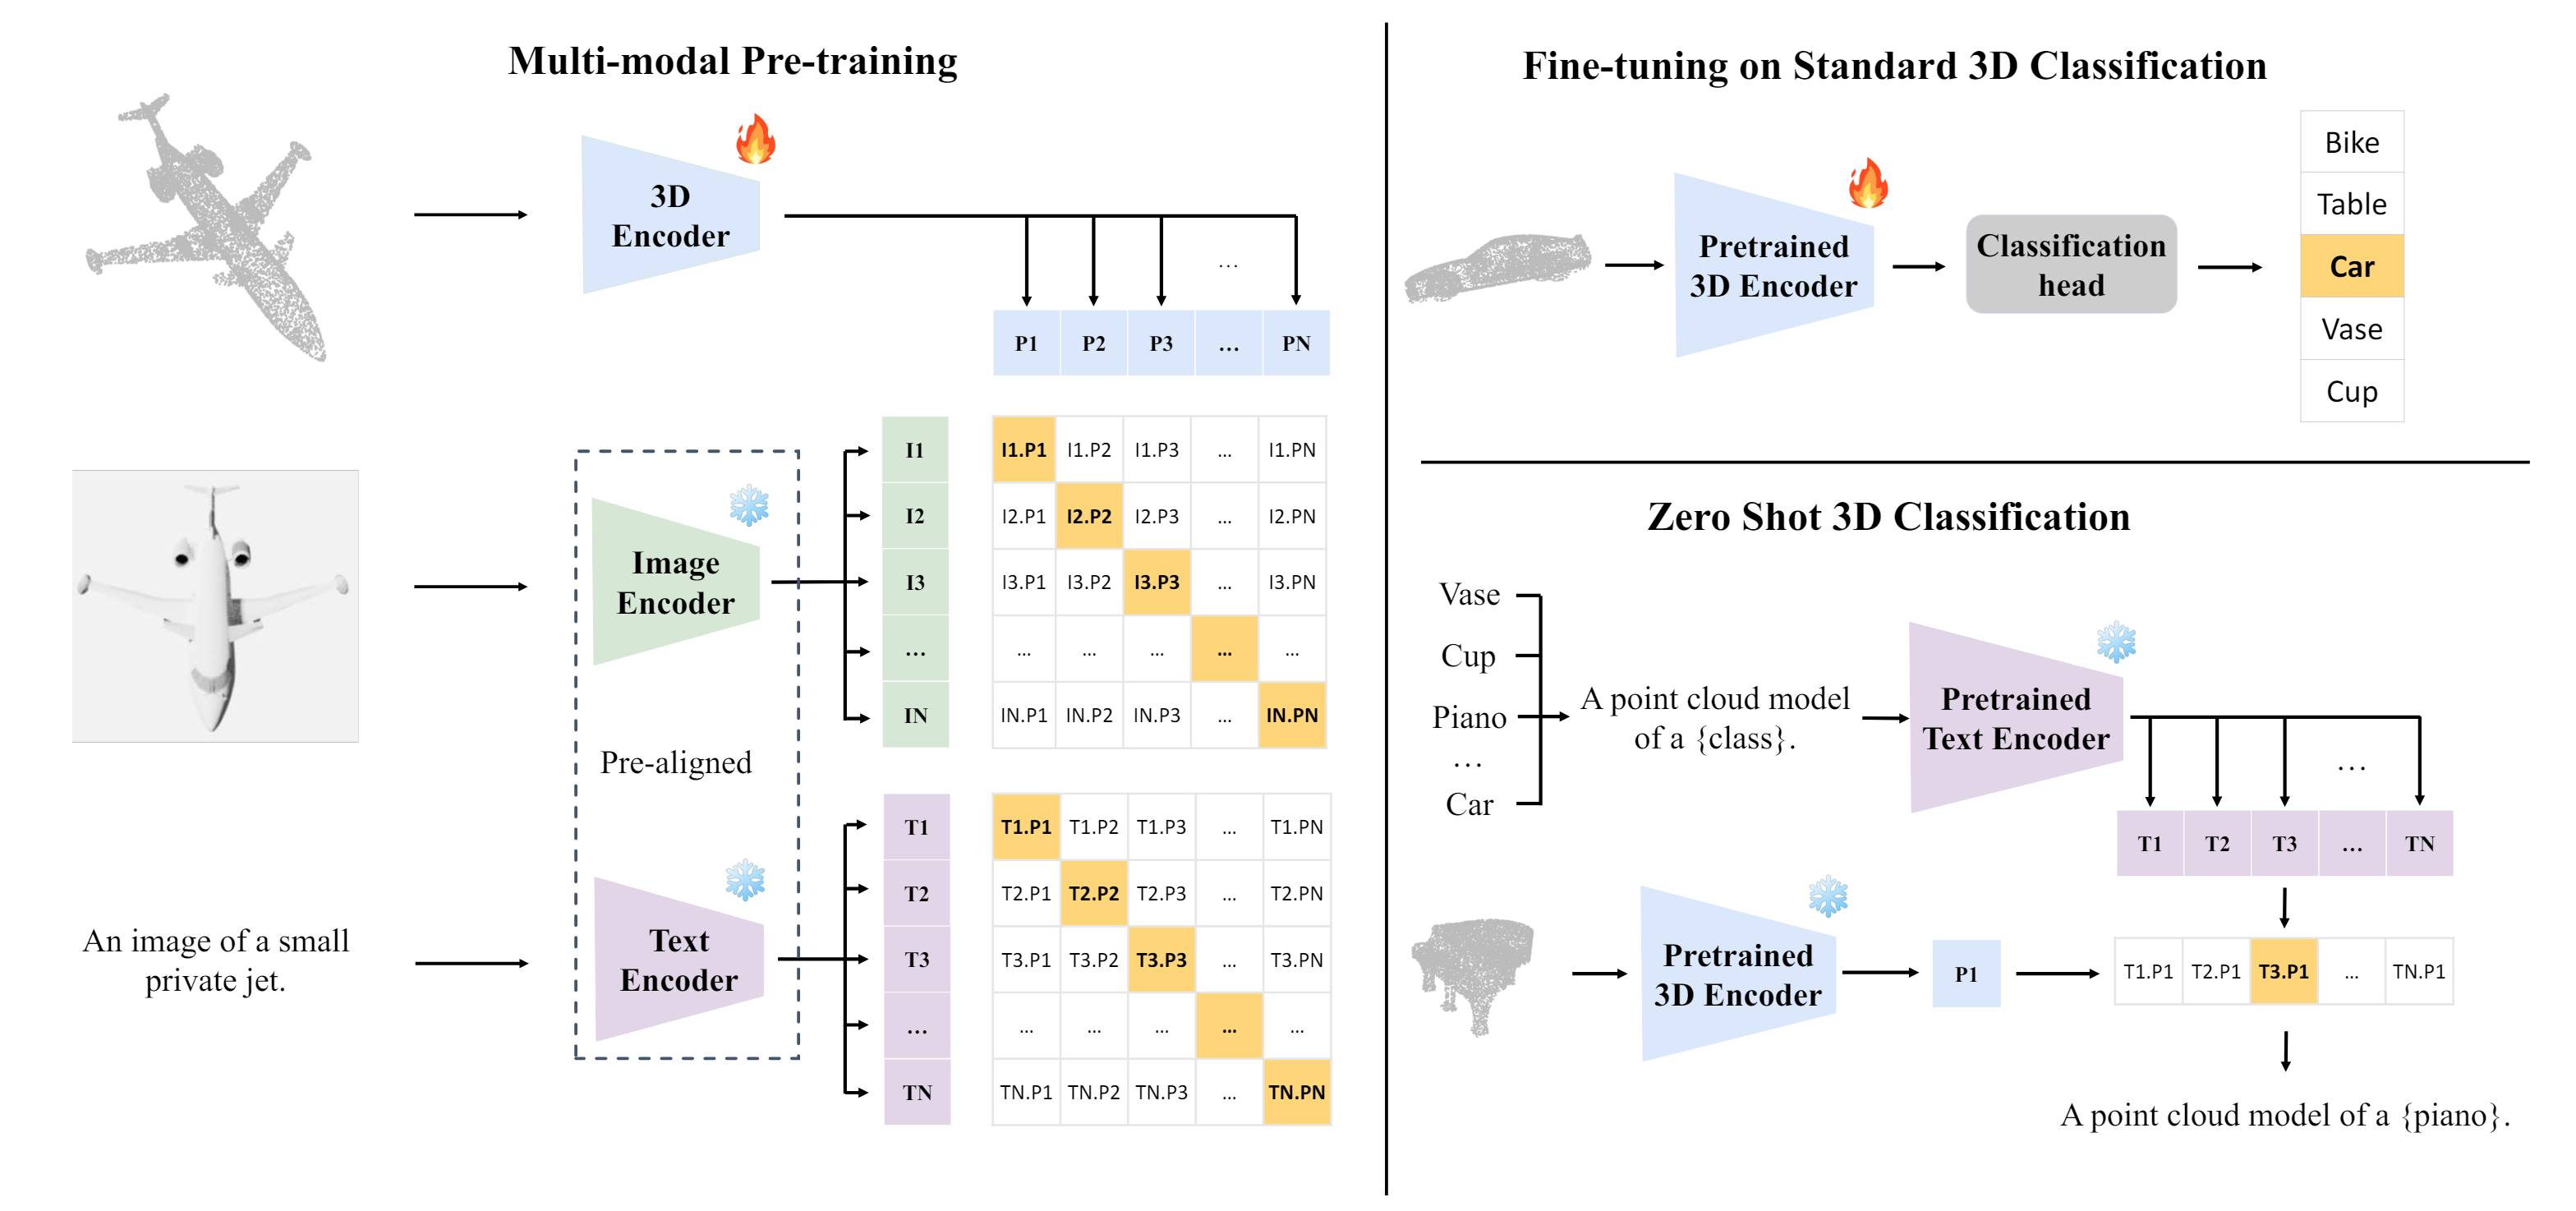 Multi-modal Pre-training
3D
Encoder
...
P1 P2 P3 ... PN
Image
Encoder
Pre-aligned
An image of a small
private jet.
Text
Encoder
I1 I1.P1 I1.P2 I1.P3 ... I1.PN
I2 I2.P1 I2.P2 I2.P3 ... I2.PN
I3 I3.P1 I3.P2 I3.P3 ... I3.PN
... ... ... ... ... ...
IN IN.P1 IN.P2 IN.P3 ... IN.PN
T1 T1.P1 T1.P2 T1.P3 ... T1.PN
T2 T2.P1 T2.P2 T2.P3 ... T2.PN
T3 T3.P1 T3.P2 T3.P3 ... T3.PN
... ... ... ... ... ...
TN TN.P1 TN.P2 TN.P3 ... TN.PN
Fine-tuning on Standard 3D Classification
Pretrained
3D Encoder
Classification
head
Bike
Table
Car
Vase
Cup
Zero Shot 3D Classification
Vase
Cup
Piano
...
Car
A point cloud model
of a {class}.
Pretrained
Text Encoder
...
T1 T2 T3 ... TN
Pretrained
3D Encoder
P1
T1.P1 T2.P1 T3.P1 ... TN.P1
A point cloud model of a {piano}.